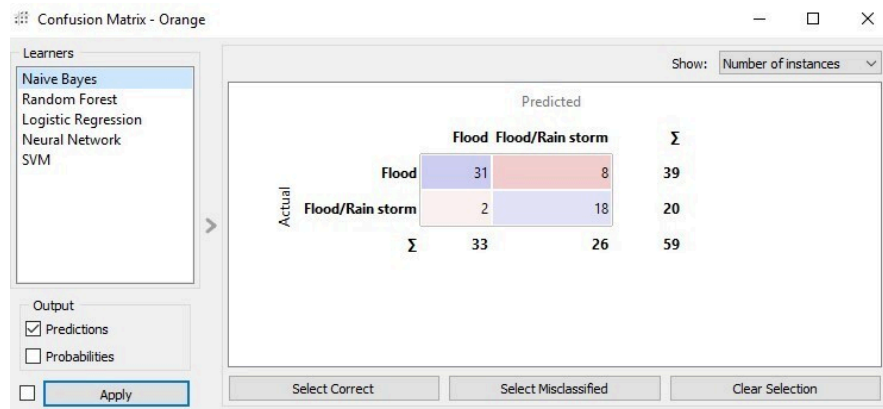 Confusion Matrix - Orange
Learners
Naive Bayes
Random Forest
Logistic Regression
Neural Network
SVM
Output
Predictions
Probabilities
Apply
Show: Number of instances
Predicted
Flood Flood/Rain storm Σ
Actual
Flood 31 8 39
Flood/Rain storm 2 18 20
Σ 33 26 59
Select Correct Select Misclassified Clear Selection